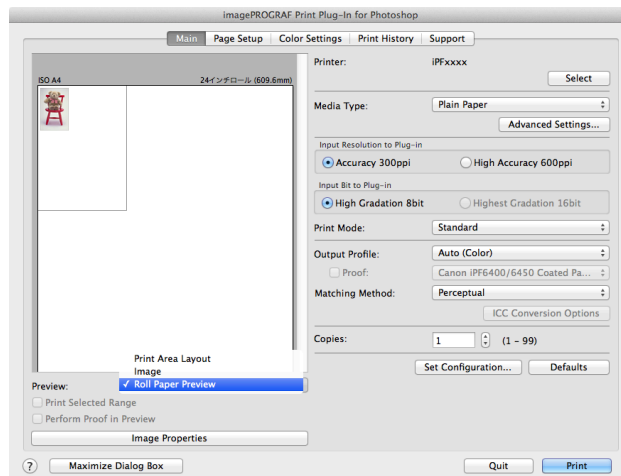 imagePROGRAF Print Plug-In for Photoshop
Main Page Setup Color Settings Print History Support
ISO A4 24インチロール (609.6mm)
Print Area Layout
Image
✓ Roll Paper Preview
Preview:
Print Selected Range
Perform Proof in Preview
Image Properties
Printer: iPFxxxx
Select
Media Type: Plain Paper
Advanced Settings...
Input Resolution to Plug-in
Accuracy 300ppi High Accuracy 600ppi
Input Bit to Plug-in
High Gradation 8bit Highest Gradation 16bit
Print Mode: Standard
Output Profile: Auto (Color)
Proof: Canon iPF6400/6450 Coated Pa...
Matching Method: Perceptual
ICC Conversion Options
Copies: 1 (1 – 99)
Set Configuration... Defaults
? Maximize Dialog Box Quit Print